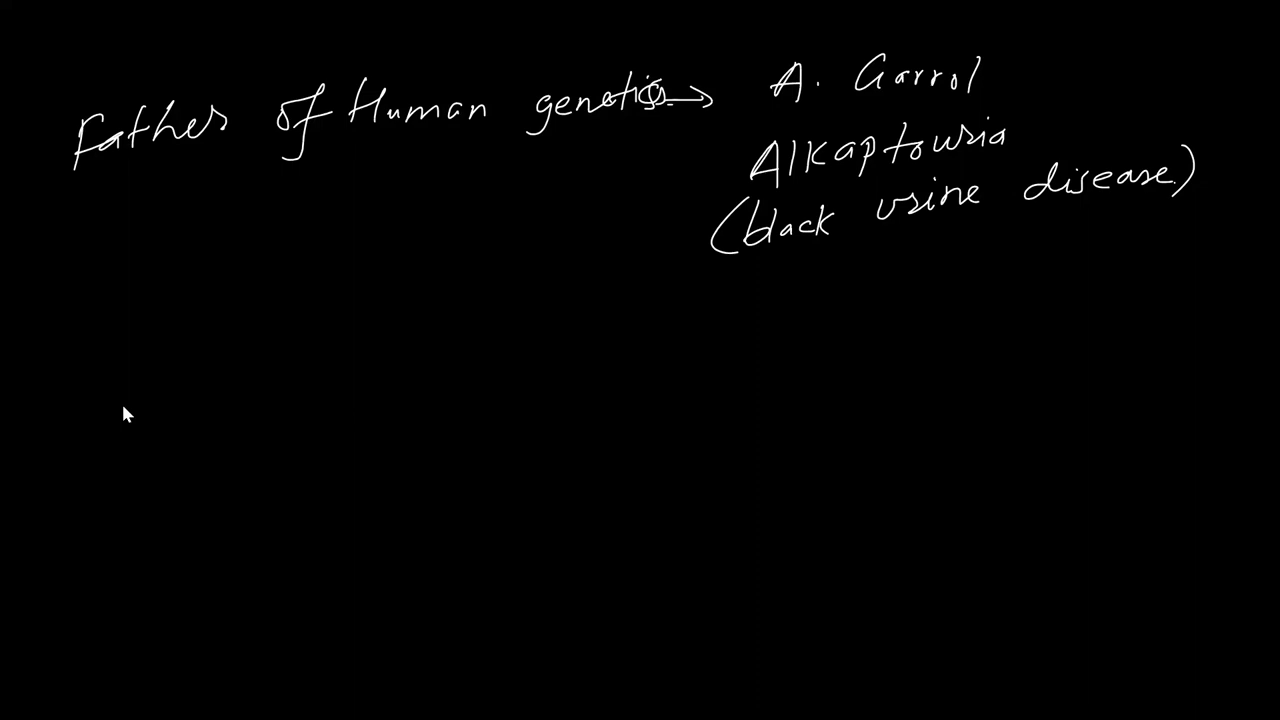 Father of Human genetics → A. Garrol
Alkaptouria
(black urine disease.)